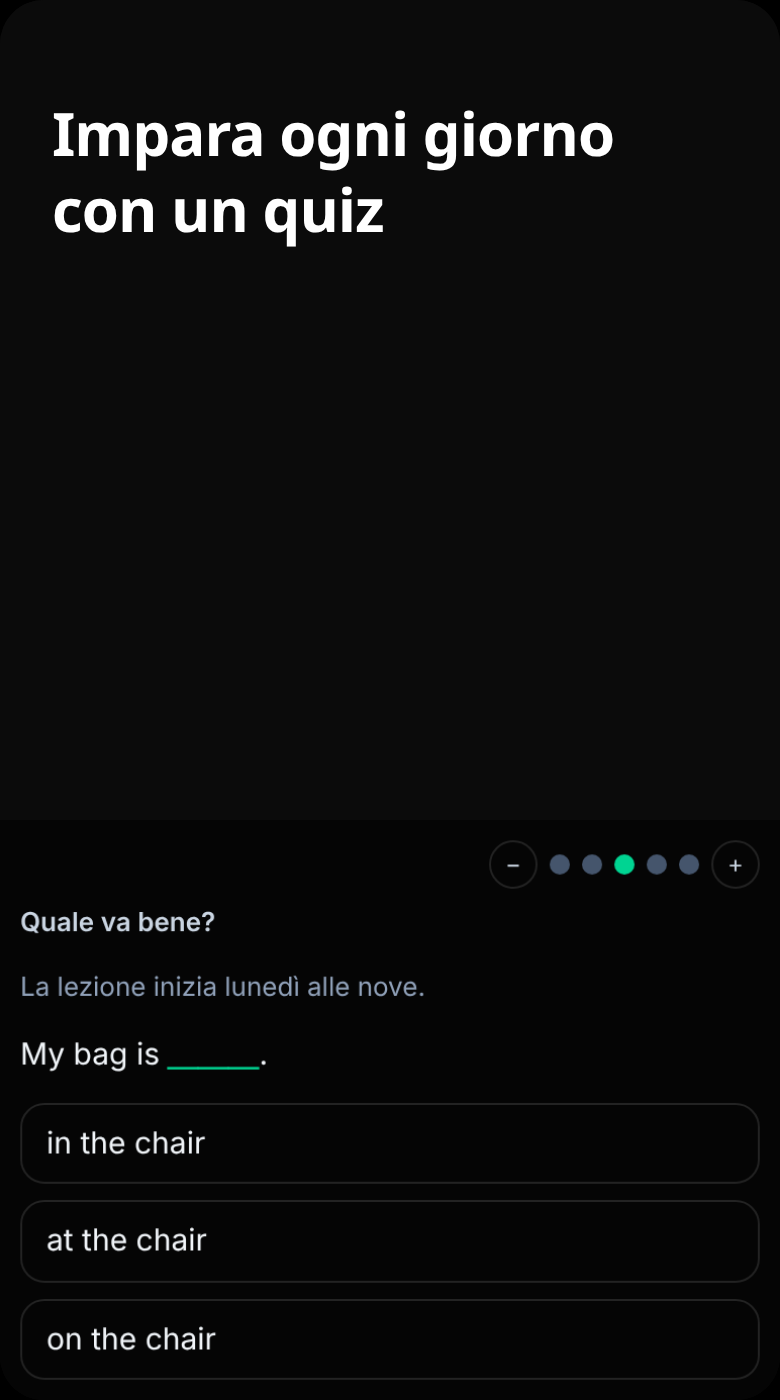 Impara ogni giorno
con un quiz
− +
Quale va bene?
La lezione inizia lunedì alle nove.
My bag is ______.
in the chair
at the chair
on the chair